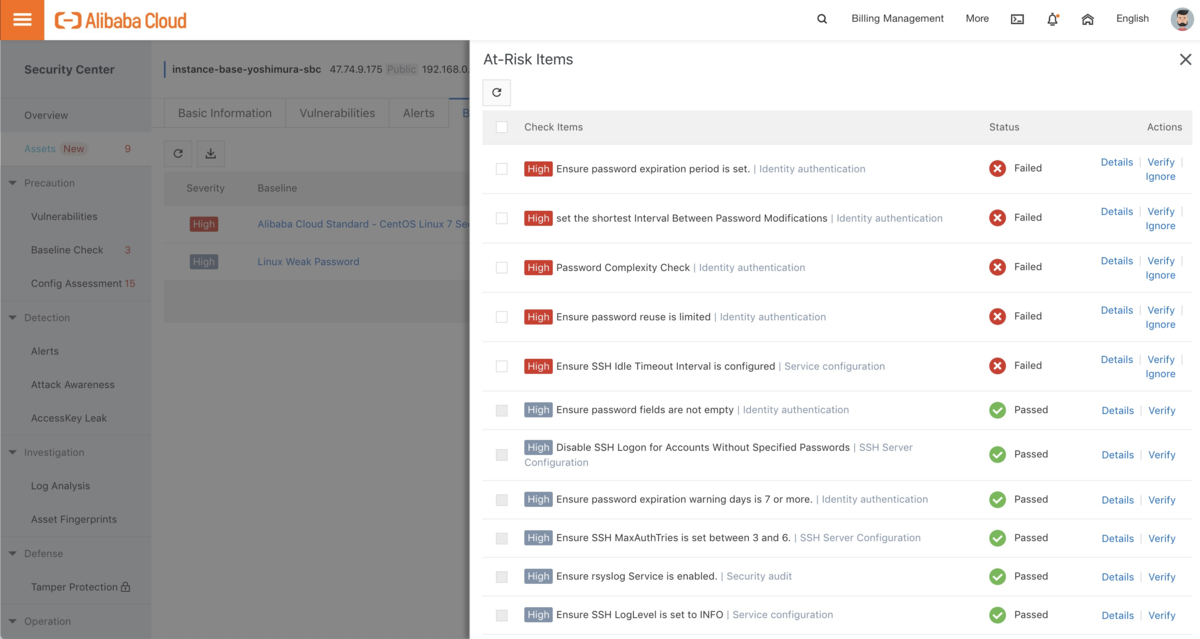 Alibaba Cloud
Billing Management
More
English
Security Center
Overview
Assets New 9
Precaution
Vulnerabilities
Baseline Check 3
Config Assessment 15
Detection
Alerts
Attack Awareness
AccessKey Leak
Investigation
Log Analysis
Asset Fingerprints
Defense
Tamper Protection
Operation
instance-base-yoshimura-sbc 47.74.9.175 Public 192.168.0.
Basic Information
Vulnerabilities
Alerts
B
Severity Baseline
High Alibaba Cloud Standard - CentOS Linux 7 Se
High Linux Weak Password
At-Risk Items
Check Items Status Actions
High Ensure password expiration period is set. | Identity authentication Failed Details Verify
Ignore
High set the shortest Interval Between Password Modifications | Identity authentication Failed Details Verify
Ignore
High Password Complexity Check | Identity authentication Failed Details Verify
Ignore
High Ensure password reuse is limited | Identity authentication Failed Details Verify
Ignore
High Ensure SSH Idle Timeout Interval is configured | Service configuration Failed Details Verify
Ignore
High Ensure password fields are not empty | Identity authentication Passed Details Verify
High Disable SSH Logon for Accounts Without Specified Passwords | SSH Server
Configuration Passed Details Verify
High Ensure password expiration warning days is 7 or more. | Identity authentication Passed Details Verify
High Ensure SSH MaxAuthTries is set between 3 and 6. | SSH Server Configuration Passed Details Verify
High Ensure rsyslog Service is enabled. | Security audit Passed Details Verify
High Ensure SSH LogLevel is set to INFO | Service configuration Passed Details Verify